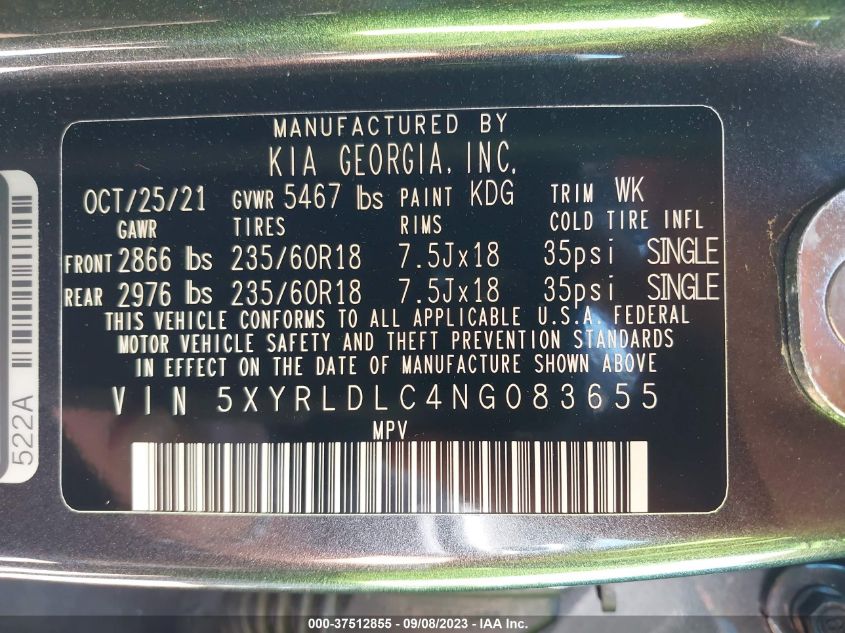 MANUFACTURED BY
KIA GEORGIA, INC.
OCT/25/21 GVWR 5467 lbs PAINT KDG TRIM WK
GAWR TIRES RIMS COLD TIRE INFL
FRONT 2866 lbs 235/60R18 7.5Jx18 35psi SINGLE
REAR 2976 lbs 235/60R18 7.5Jx18 35psi SINGLE
THIS VEHICLE CONFORMS TO ALL APPLICABLE U.S.A. FEDERAL
MOTOR VEHICLE SAFETY AND THEFT PREVENTION STANDARDS
IN EFFECT ON THE DATE OF MANUFACTURE SHOWN ABOVE
VIN 5XYRLDLC4NG083655
MPV
522A
000-37512855 - 09/08/2023 - IAA Inc.